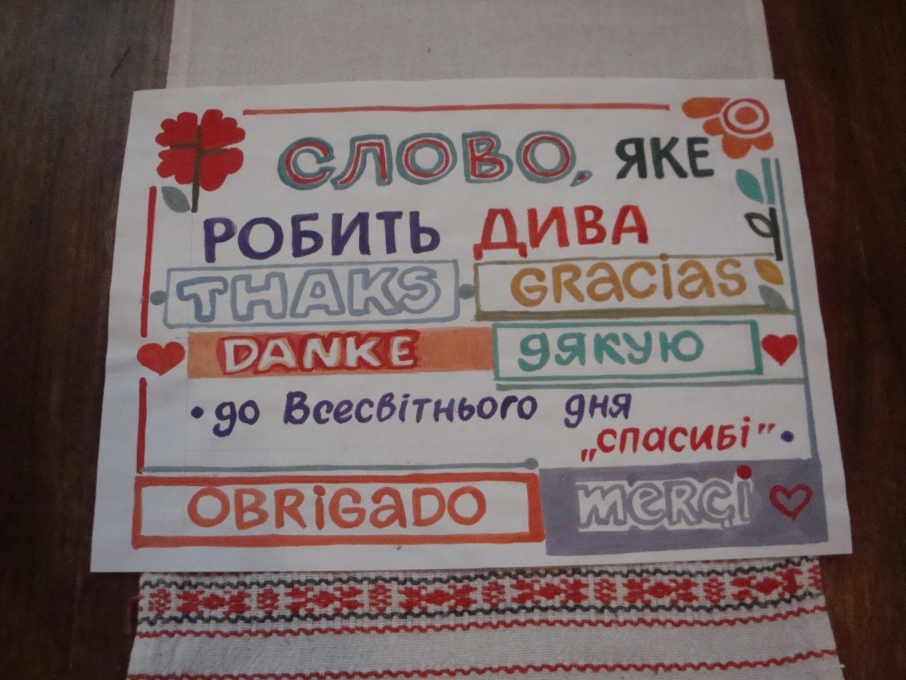 СЛОВО, ЯКЕ
РОБИТЬ ДИВА
THAKS GRACIAS
DANKE ДЯКУЮ
•до Всесвітнього дня
„спасибі”•
OBRIGADO merci